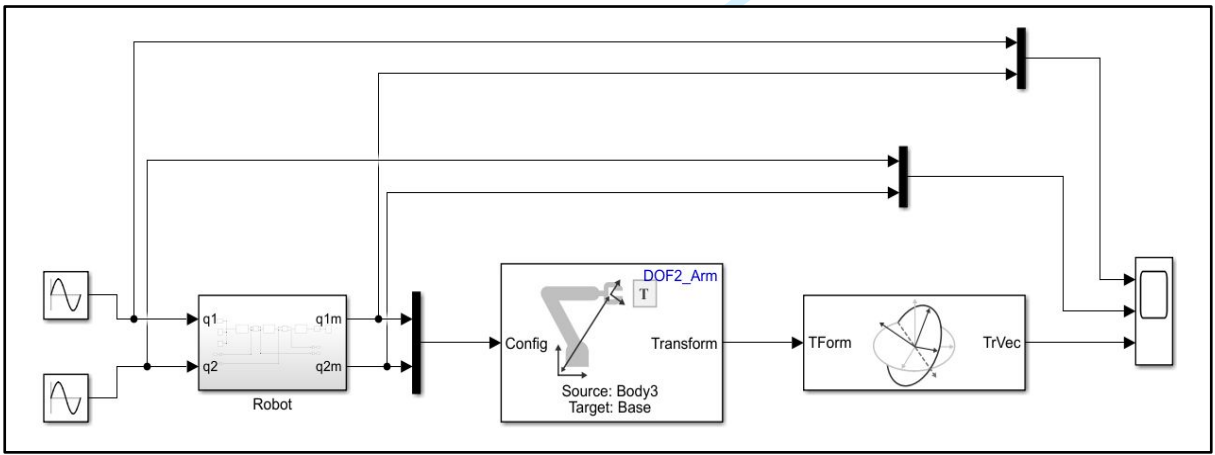 DOF2_Arm
T
q1
q1m
Config
Transform
TForm
TrVec
q2
q2m
Source: Body3
Target: Base
Robot